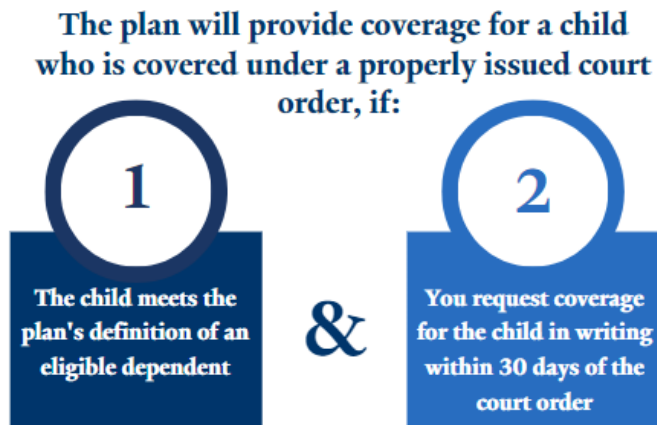 The plan will provide coverage for a child
who is covered under a properly issued court
order, if:
1
The child meets the
plan's definition of an
eligible dependent
&
2
You request coverage
for the child in writing
within 30 days of the
court order